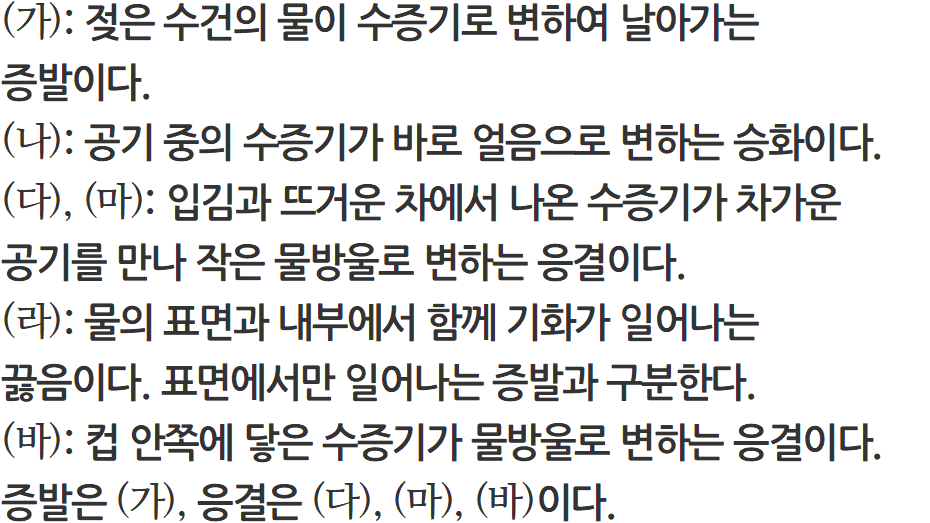 (가): 젖은 수건의 물이 수증기로 변하여 날아가는
증발이다.
(나): 공기 중의 수증기가 바로 얼음으로 변하는 승화이다.
(다), (마): 입김과 뜨거운 차에서 나온 수증기가 차가운
공기를 만나 작은 물방울로 변하는 응결이다.
(라): 물의 표면과 내부에서 함께 기화가 일어나는
끓음이다. 표면에서만 일어나는 증발과 구분한다.
(바): 컵 안쪽에 닿은 수증기가 물방울로 변하는 응결이다.
증발은 (가), 응결은 (다), (마), (바)이다.